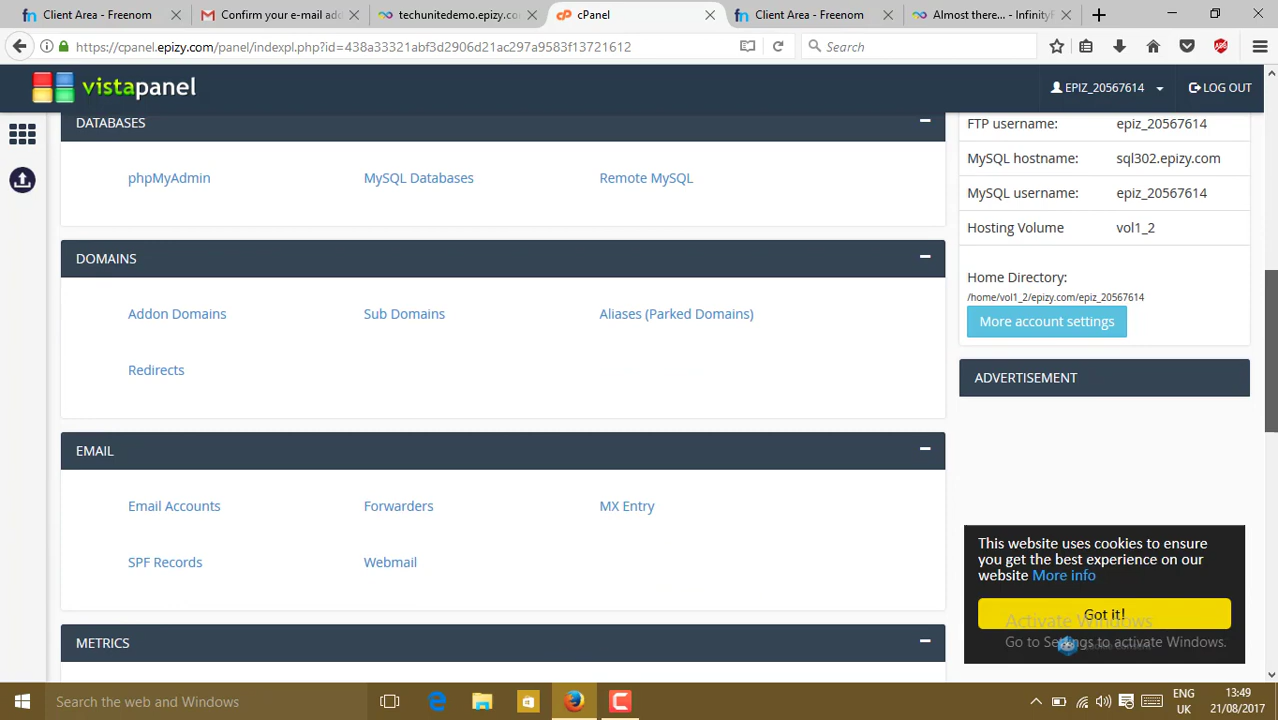 Client Area - Freenom
Confirm your e-mail add
techunitedemo.epizy.con
cPanel
Client Area - Freenom
Almost there... - InfinityF
https://cpanel.epizy.com/panel/indexpl.php?id=438a33321abf3d2906d21ac297a9583f13721612
Search
vistapanel
EPIZ_20567614
LOG OUT
DATABASES
phpMyAdmin
MySQL Databases
Remote MySQL
DOMAINS
Addon Domains
Sub Domains
Aliases (Parked Domains)
Redirects
EMAIL
Email Accounts
Forwarders
MX Entry
SPF Records
Webmail
METRICS
FTP username: epiz_20567614
MySQL hostname: sql302.epizy.com
MySQL username: epiz_20567614
Hosting Volume vol1_2
Home Directory:
/home/vol1_2/epizy.com/epiz_20567614
More account settings
ADVERTISEMENT
This website uses cookies to ensure
you get the best experience on our
website More info
Got it!
Activate Windows
Go to Settings to activate Windows.
Search the web and Windows
ENG
UK
13:49
21/08/2017